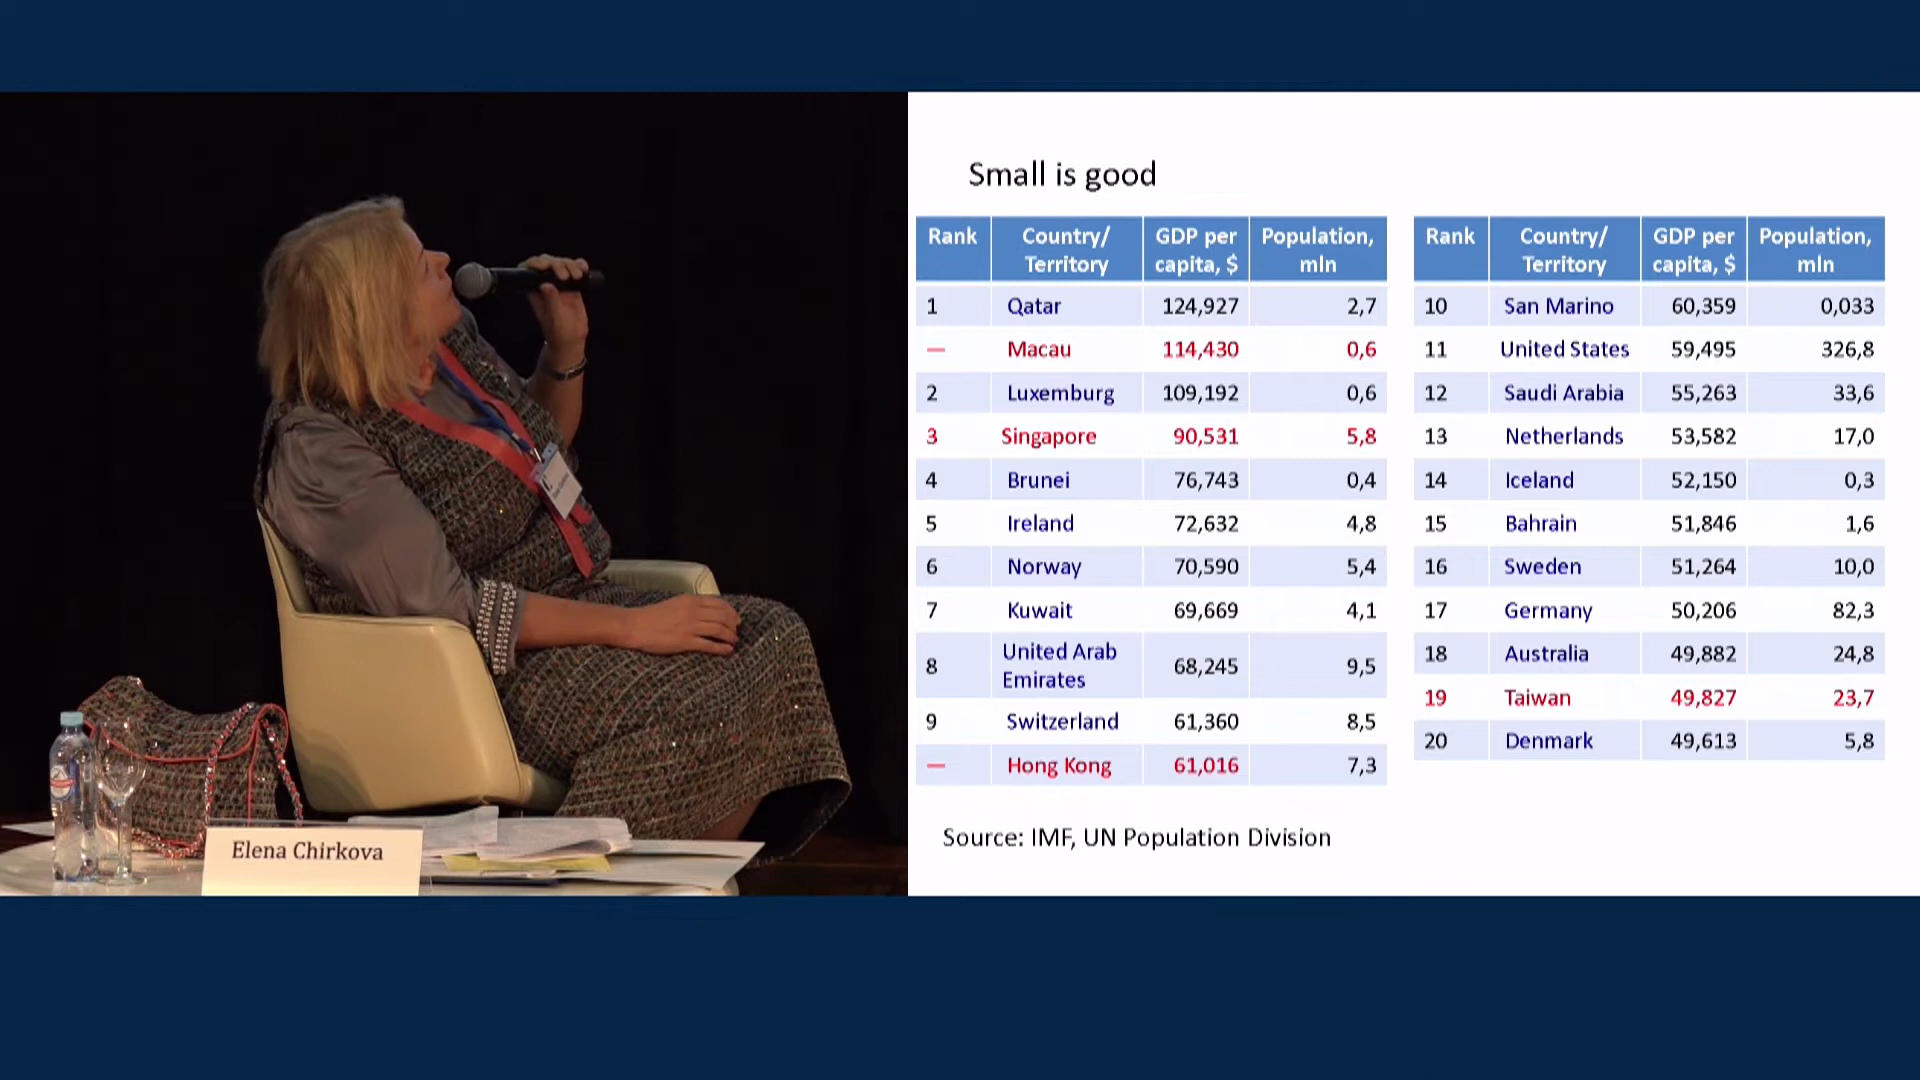 Small is good
Rank Country/ Territory GDP per capita, $ Population, mln
1 Qatar 124,927 2,7
— Macau 114,430 0,6
2 Luxemburg 109,192 0,6
3 Singapore 90,531 5,8
4 Brunei 76,743 0,4
5 Ireland 72,632 4,8
6 Norway 70,590 5,4
7 Kuwait 69,669 4,1
8 United Arab Emirates 68,245 9,5
9 Switzerland 61,360 8,5
— Hong Kong 61,016 7,3
Rank Country/ Territory GDP per capita, $ Population, mln
10 San Marino 60,359 0,033
11 United States 59,495 326,8
12 Saudi Arabia 55,263 33,6
13 Netherlands 53,582 17,0
14 Iceland 52,150 0,3
15 Bahrain 51,846 1,6
16 Sweden 51,264 10,0
17 Germany 50,206 82,3
18 Australia 49,882 24,8
19 Taiwan 49,827 23,7
20 Denmark 49,613 5,8
Source: IMF, UN Population Division
Elena Chirkova